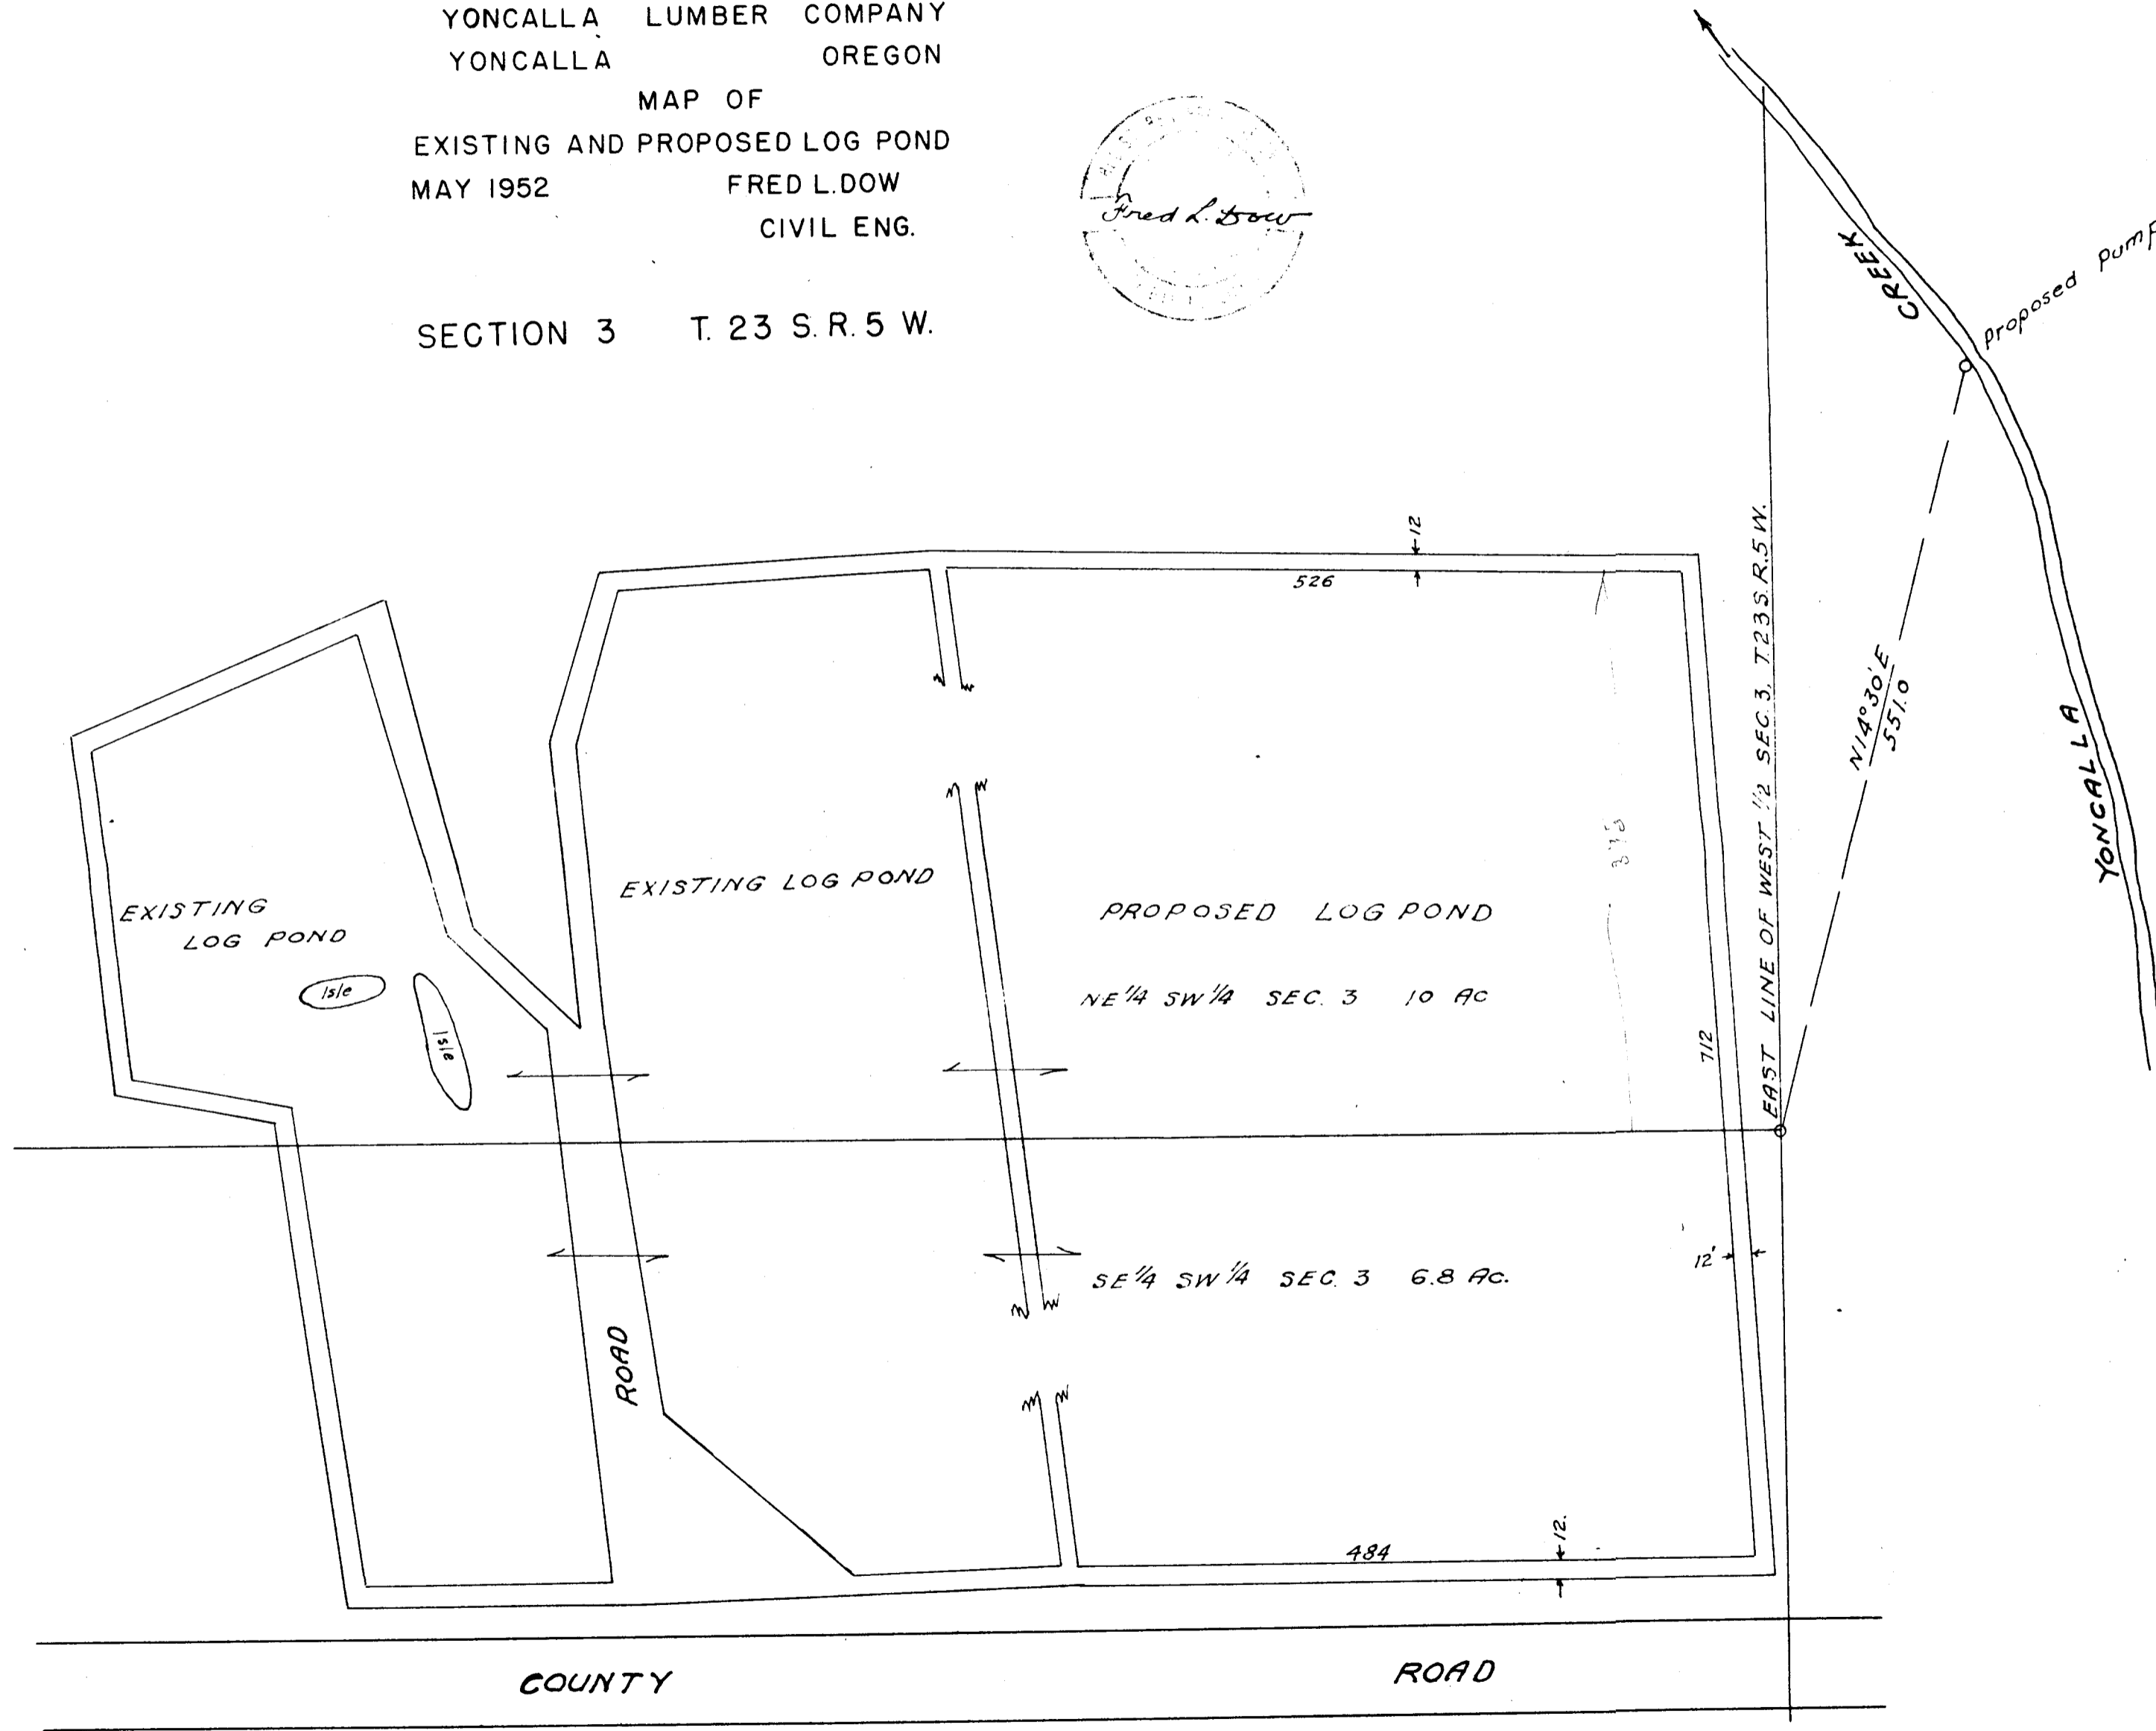 YONCALLA LUMBER COMPANY
YONCALLA OREGON
MAP OF
EXISTING AND PROPOSED LOG POND
MAY 1952 FRED L. DOW
CIVIL ENG.
SECTION 3 T. 23 S. R. 5 W.
Fred L. Dow
CREEK
proposed pump
12
526
EAST LINE OF WEST 1/2 SEC. 3, T. 23 S. R. 5 W.
N14°30'E
551.0
YONCALLA
EXISTING
LOG POND
Isle
Isle
EXISTING LOG POND
PROPOSED LOG POND
NE 1/4 SW 1/4 SEC. 3 10 AC
712
12'
SE 1/4 SW 1/4 SEC. 3 6.8 AC.
ROAD
484
12.
COUNTY ROAD